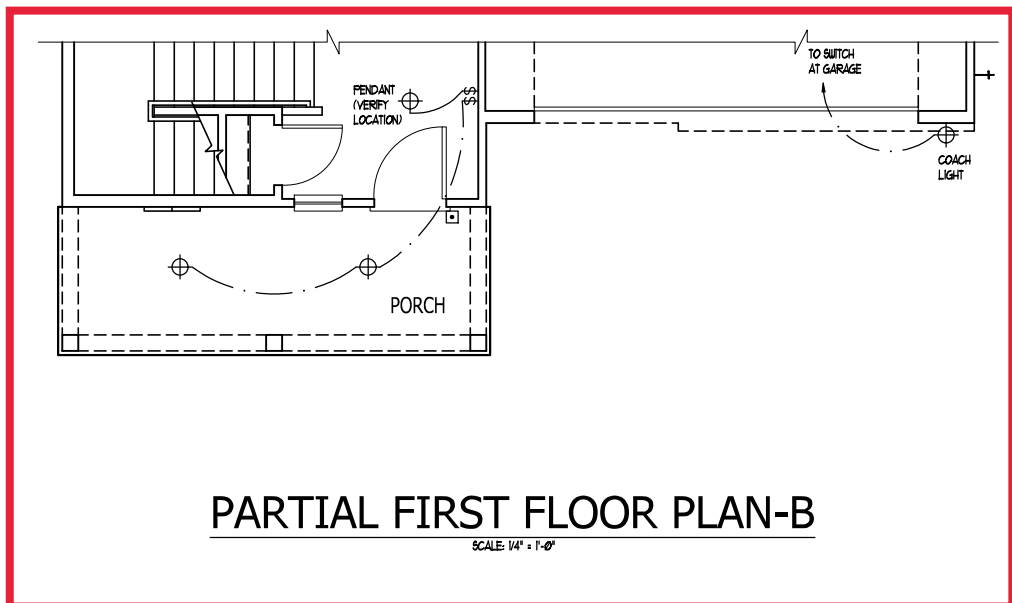 TO SWITCH
AT GARAGE
PENDANT
(VERIFY
LOCATION)
$$
COACH
LIGHT
PORCH
PARTIAL FIRST FLOOR PLAN-B
SCALE: 1/4" = 1'-0"